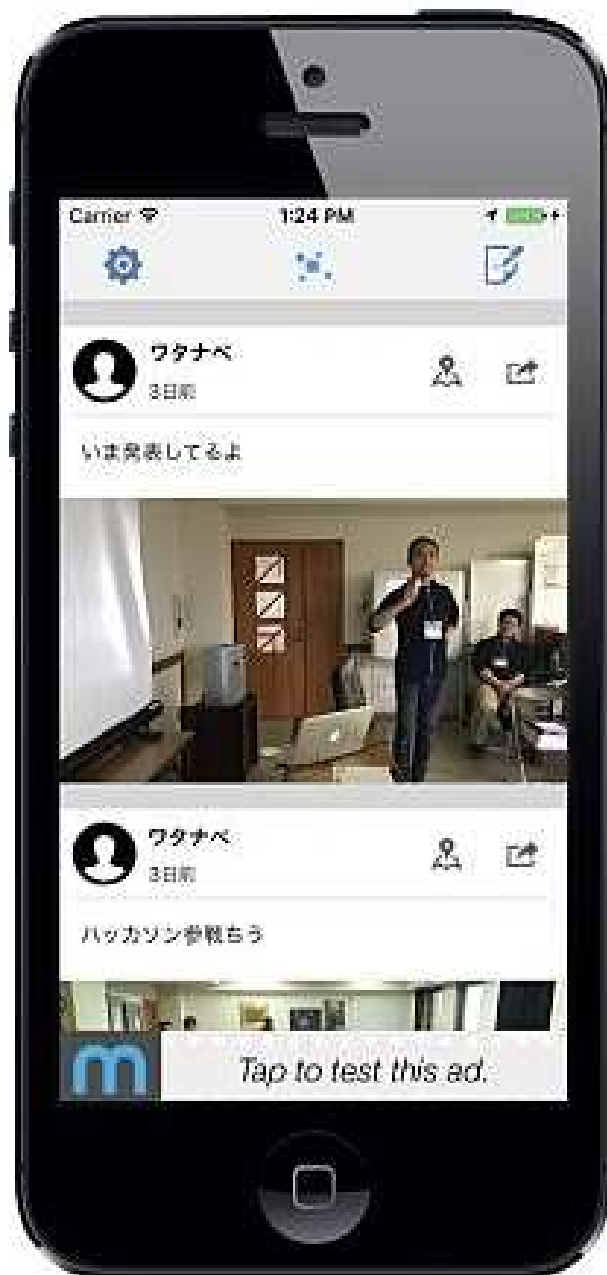 Carrier
1:24 PM
ワタナベ
3日前
いま発表してるよ
ワタナベ
3日前
ハッカソン参戦ちう
m
Tap to test this ad.